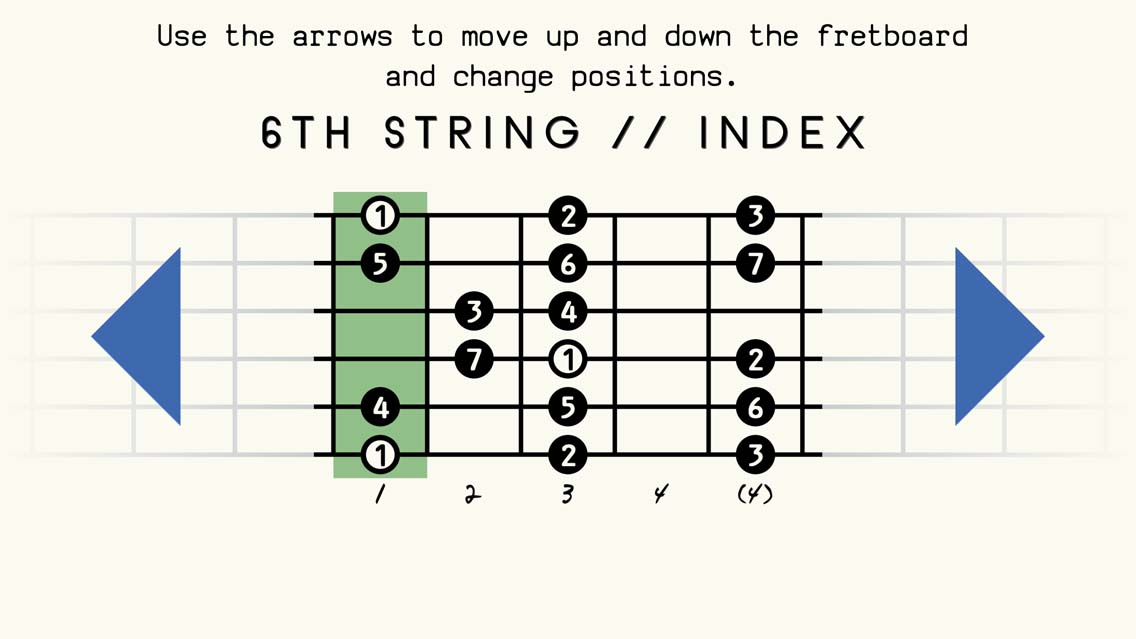 Use the arrows to move up and down the fretboard
and change positions.
6TH STRING // INDEX
1 2 3
5 6 7
3 4
7 1 2
4 5 6
1 2 3
1 2 3 4 (4)